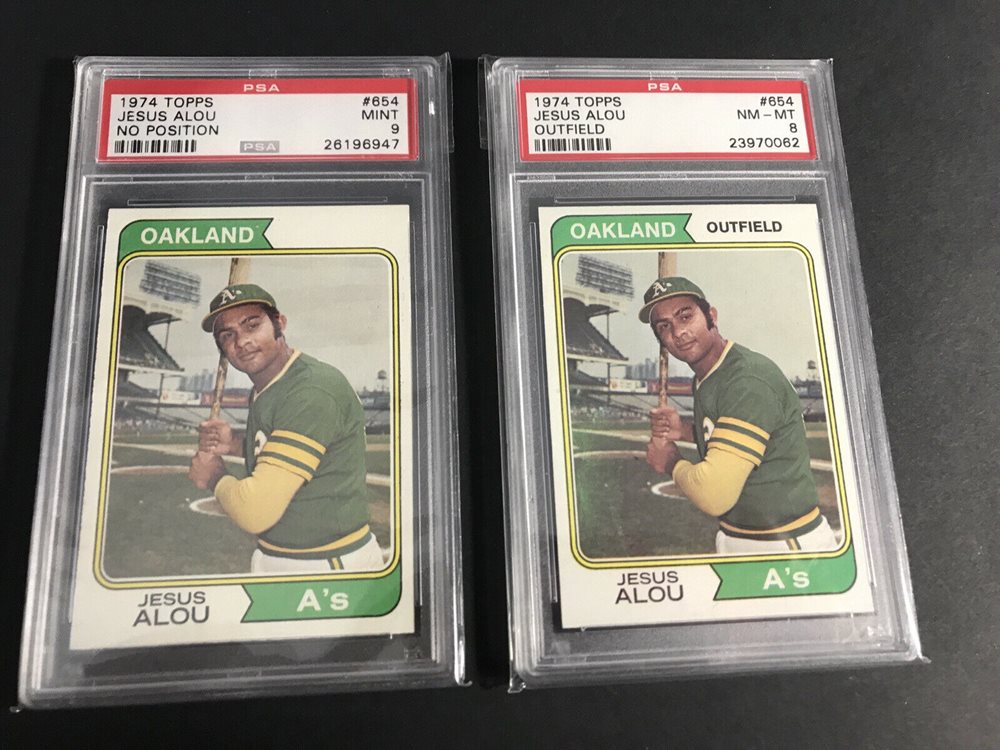 PSA
1974 TOPPS #654
JESUS ALOU MINT
NO POSITION 9
PSA 26196947
OAKLAND
A's
JESUS
ALOU
A's
PSA
1974 TOPPS #654
JESUS ALOU NM-MT
OUTFIELD 8
23970062
OAKLAND OUTFIELD
A's
JESUS
ALOU
A's